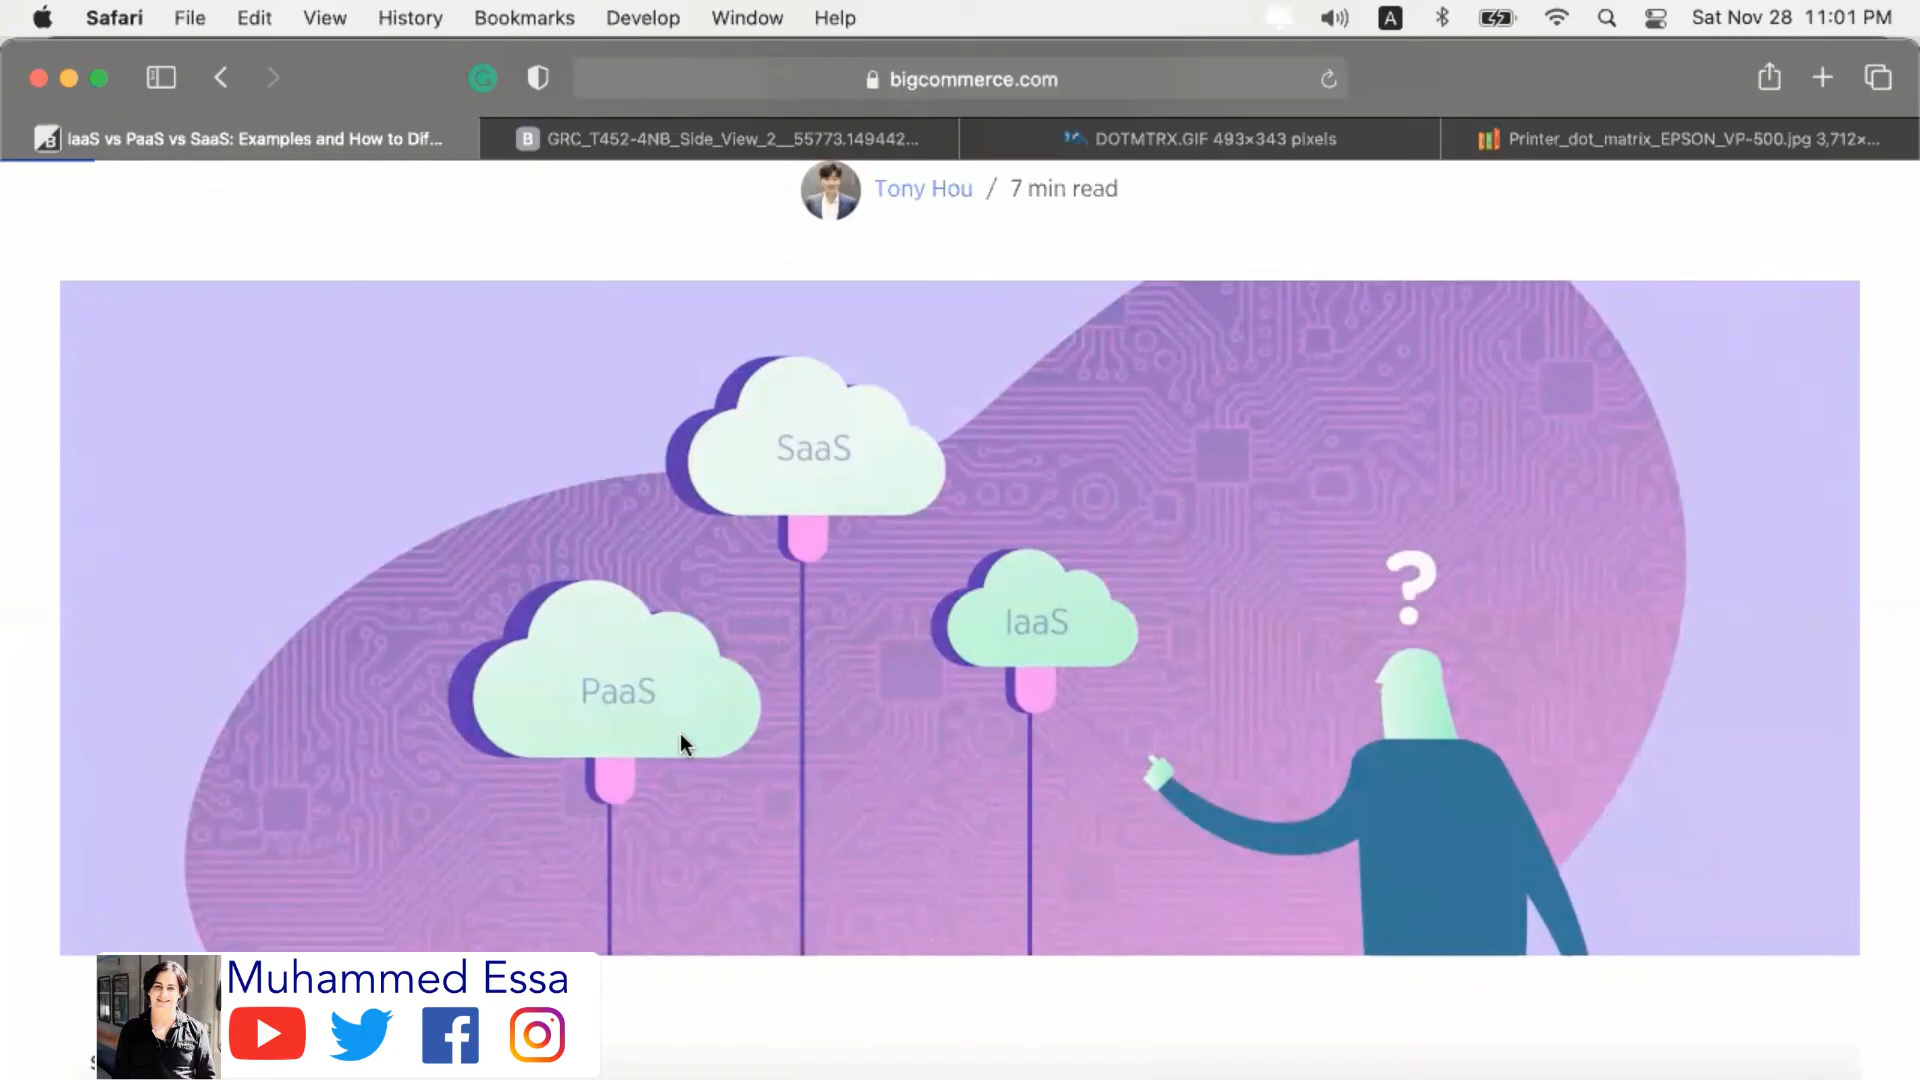 Safari File Edit View History Bookmarks Develop Window Help A Sat Nov 28 11:01 PM
bigcommerce.com
IaaS vs PaaS vs SaaS: Examples and How to Dif... B GRC_T452-4NB_Side_View_2__55773.149442... DOTMTRX.GIF 493×343 pixels Printer_dot_matrix_EPSON_VP-500.jpg 3,712×...
Tony Hou / 7 min read
SaaS
?
IaaS
PaaS
Muhammed Essa